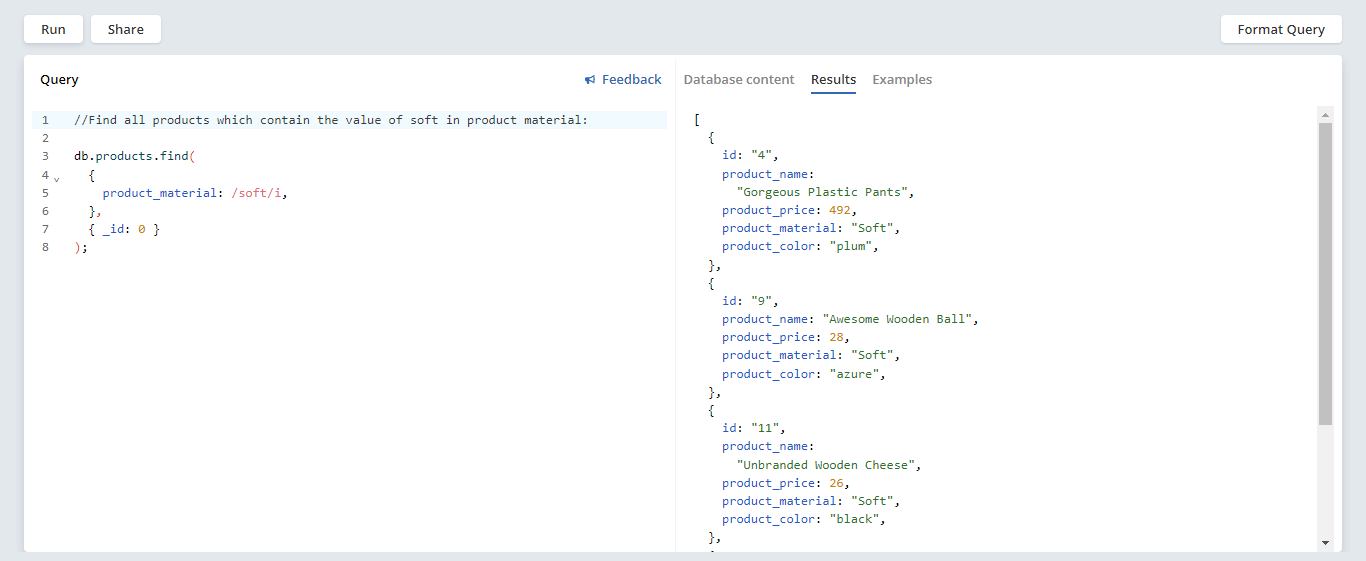 Run Share Format Query
Query Feedback Database content Results Examples
1 //Find all products which contain the value of soft in product material:
2
3 db.products.find(
4 {
5 product_material: /soft/i,
6 },
7 { _id: 0 }
8 );
[
{
id: "4",
product_name:
"Gorgeous Plastic Pants",
product_price: 492,
product_material: "Soft",
product_color: "plum",
},
{
id: "9",
product_name: "Awesome Wooden Ball",
product_price: 28,
product_material: "Soft",
product_color: "azure",
},
{
id: "11",
product_name:
"Unbranded Wooden Cheese",
product_price: 26,
product_material: "Soft",
product_color: "black",
},